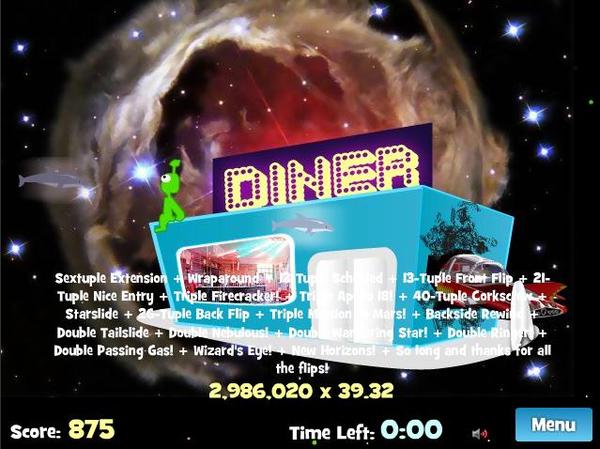 DINER
Sextuple Extension + Wraparound + Tuple Schooled + 13-Tuple Front Flip + 21-
Tuple Nice Entry + Triple Firecracker! + Apollo 18! + 40-Tuple Corkscrew +
Starslide + 26-Tuple Back Flip + Triple Mission to Mars! + Backside Rewind +
Double Tailslide + Double Nebulous! + Double Wandering Star! + Double Ringer! +
Double Passing Gas! + Wizard's Eye! + New Horizons! + So long and thanks for all
the flips!
2,986,020 x 39.32
Score: 875
Time Left: 0:00
Menu